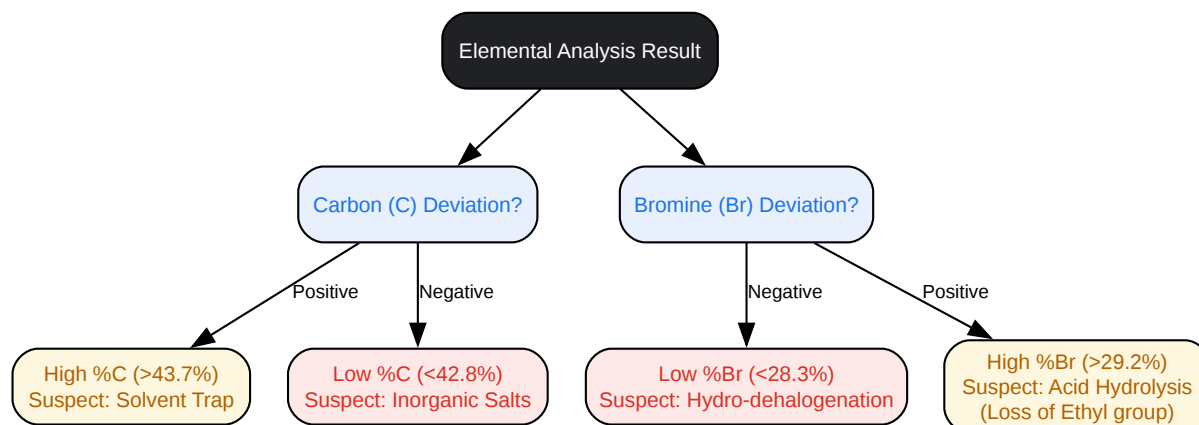 Elemental Analysis Result
Carbon (C) Deviation?
Bromine (Br) Deviation?
Positive
Negative
Negative
Positive
High %C (>43.7%)
Suspect: Solvent Trap
Low %C (<42.8%)
Suspect: Inorganic Salts
Low %Br (<28.3%)
Suspect: Hydro-dehalogenation
High %Br (>29.2%)
Suspect: Acid Hydrolysis
(Loss of Ethyl group)